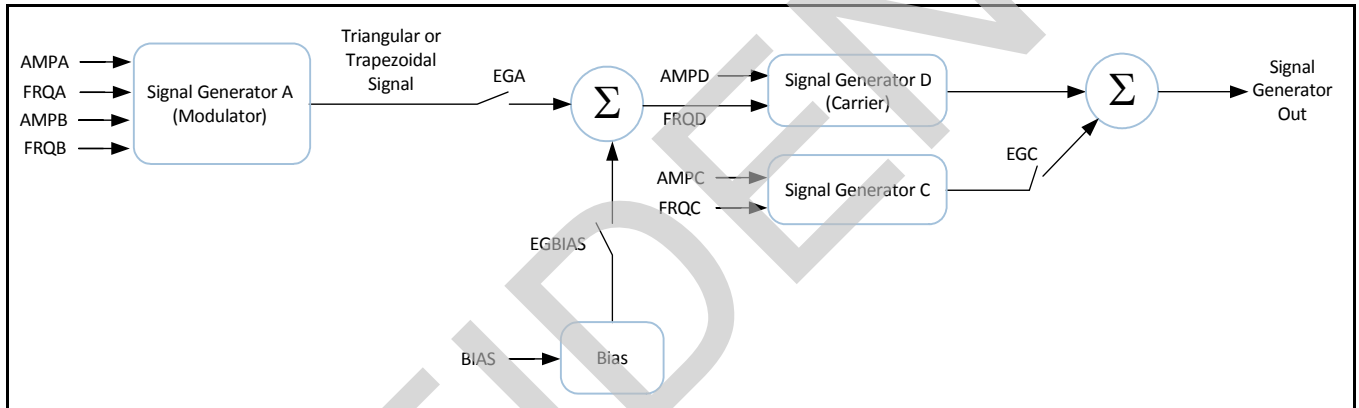 AMPA
FRQA
AMPB
FRQB
Signal Generator A
(Modulator)
Triangular or
Trapezoidal
Signal
EGA
Σ
EGBIAS
BIAS
Bias
AMPD
FRQD
Signal Generator D
(Carrier)
AMPC
FRQC
Signal Generator C
EGC
Σ
Signal
Generator
Out